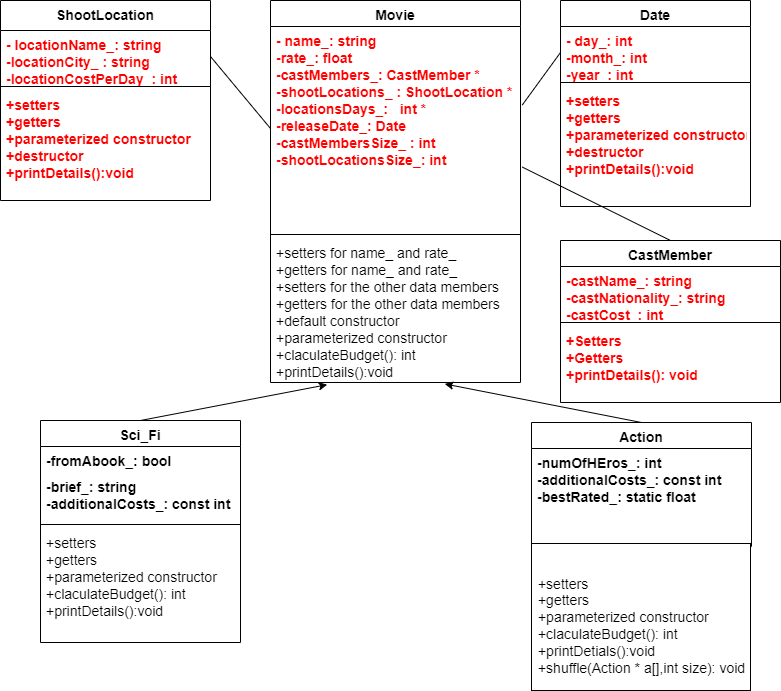 ShootLocation
- locationName_: string
-locationCity_ : string
-locationCostPerDay_: int
+setters
+getters
+parameterized constructor
+destructor
+printDetails():void
Movie
- name_: string
-rate_: float
-castMembers_: CastMember *
-shootLocations_ : ShootLocation *
-locationsDays_: int *
-releaseDate_: Date
-castMembersSize_ : int
-shootLocationsSize_: int
+setters for name_ and rate_
+getters for name_ and rate_
+setters for the other data members
+getters for the other data members
+default constructor
+parameterized constructor
+claculateBudget(): int
+printDetails():void
Date
- day_: int
-month_: int
-year_: int
+setters
+getters
+parameterized constructor
+destructor
+printDetails():void
CastMember
-castName_: string
-castNationality_: string
-castCost_: int
+Setters
+Getters
+printDetails(): void
Sci_Fi
-fromAbook_: bool
-brief_: string
-additionalCosts_: const int
+setters
+getters
+parameterized constructor
+claculateBudget(): int
+printDetails():void
Action
-numOfHEros_: int
-additionalCosts_: const int
-bestRated_: static float
+setters
+getters
+parameterized constructor
+claculateBudget(): int
+printDetials():void
+shuffle(Action * a[],int size): void